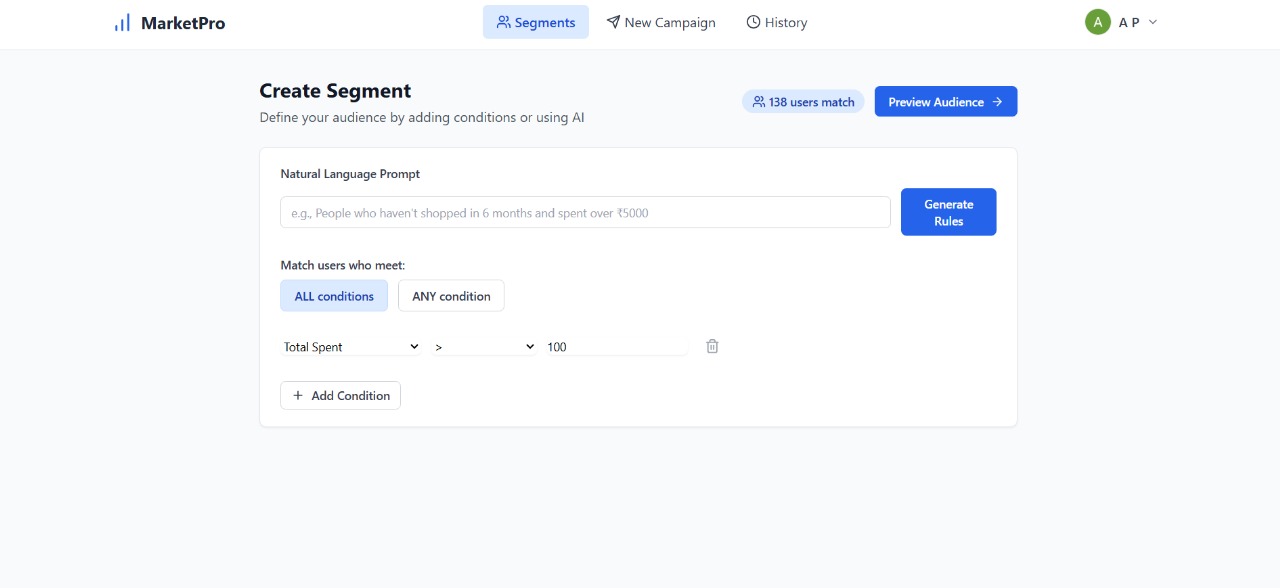 MarketPro
Segments
New Campaign
History
A
A P
Create Segment
Define your audience by adding conditions or using AI
138 users match
Preview Audience
Natural Language Prompt
e.g., People who haven't shopped in 6 months and spent over ₹5000
Generate
Rules
Match users who meet:
ALL conditions
ANY condition
Total Spent
>
100
+ Add Condition